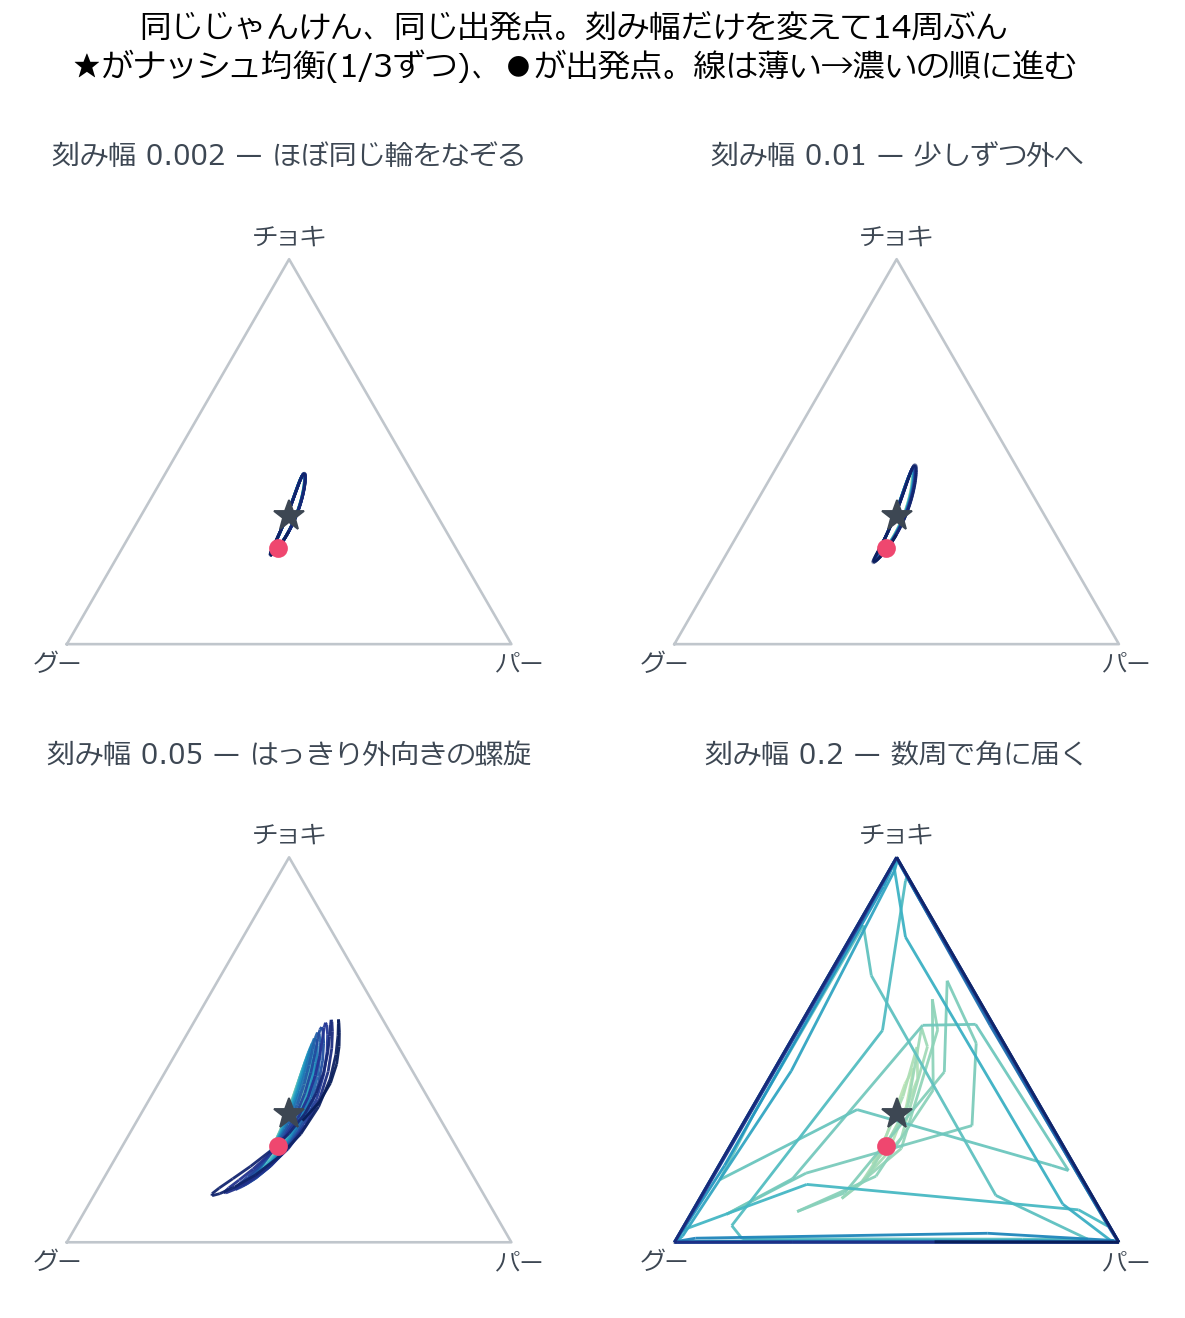 同じじゃんけん、同じ出発点。刻み幅だけを変えて14周ぶん
★がナッシュ均衡(1/3ずつ)、●が出発点。線は薄い→濃いの順に進む
刻み幅 0.002 — ほぼ同じ輪をなぞる
チョキ
グー
パー
刻み幅 0.01 — 少しずつ外へ
チョキ
グー
パー
刻み幅 0.05 — はっきり外向きの螺旋
チョキ
グー
パー
刻み幅 0.2 — 数周で角に届く
チョキ
グー
パー